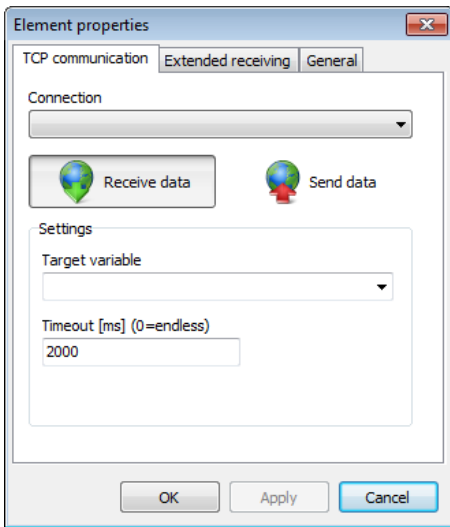 Element properties
TCP communication Extended receiving General
Connection
Receive data Send data
Settings
Target variable
Timeout [ms] (0=endless)
2000
OK Apply Cancel